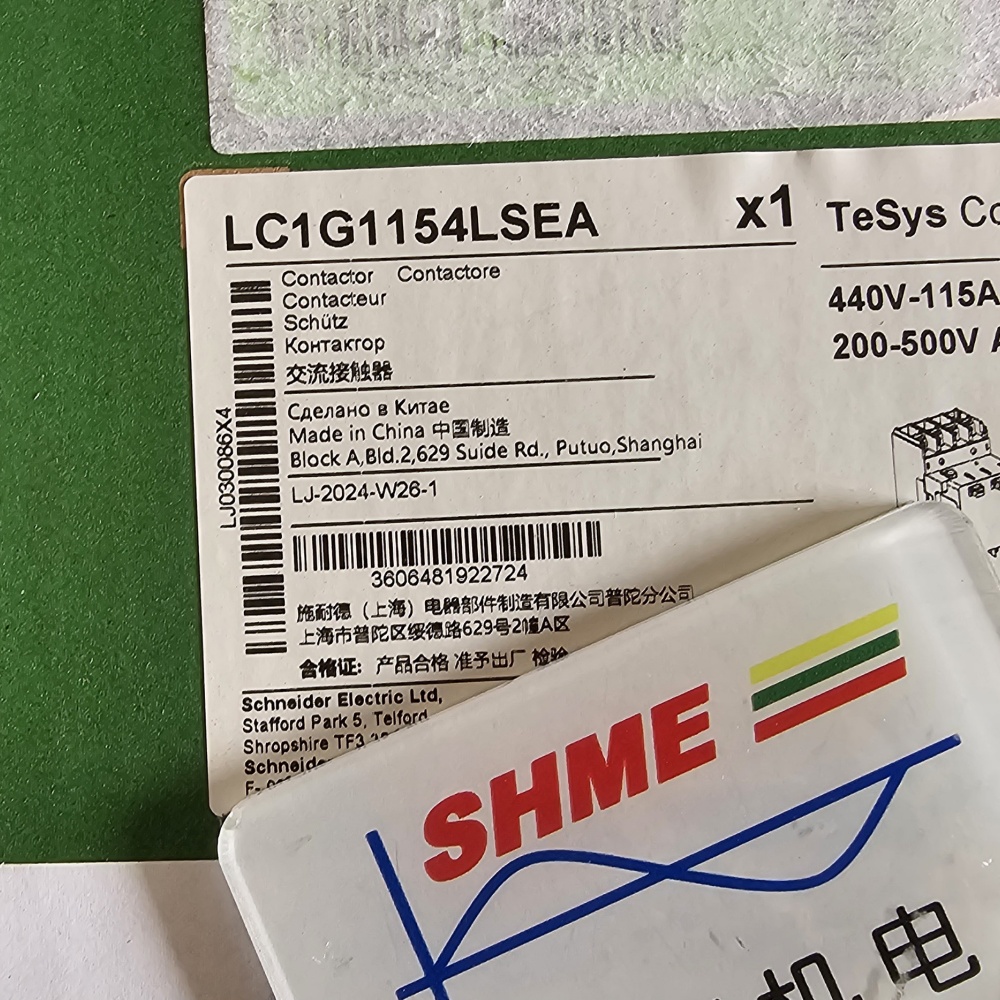 LC1G1154LSEA
x1
Contactor Contactore
Contacteur
Schütz
Контактор
交流接触器
Сделано в Китае
Made in China 中国制造
Block A,Bld.2,629 Suide Rd., Putuo,Shanghai
LJ-2024-W26-1
LJ030086X4
3606481922724
施耐德（上海）电器部件制造有限公司普陀分公司
上海市普陀区绥德路629号2幢A区
合格证: 产品合格 准予出厂 检验
Schneider Electric Ltd,
Stafford Park 5, Telford
Shropshire TF3
Schneider
TeSys
440V-115A
200-500V
SHME
机电